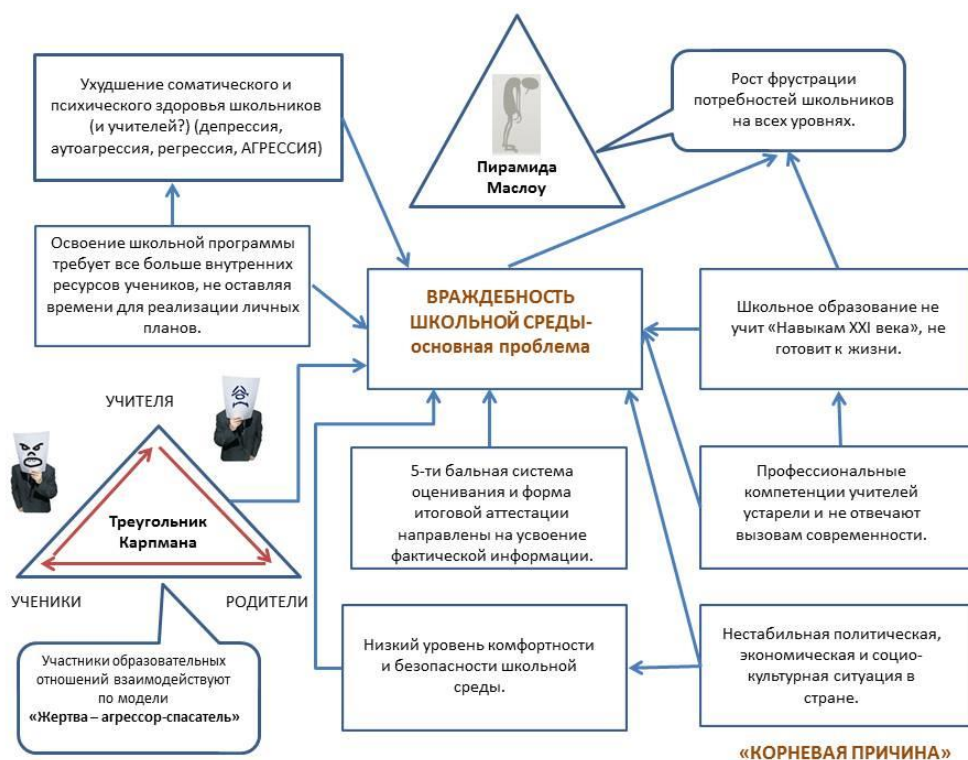 Ухудшение соматического и
психического здоровья школьников
(и учителей?) (депрессия,
аутоагрессия, регрессия, АГРЕССИЯ)
Пирамида
Маслоу
Рост фрустрации
потребностей школьников
на всех уровнях.
Освоение школьной программы
требует все больше внутренних
ресурсов учеников, не оставляя
времени для реализации личных
планов.
ВРАЖДЕБНОСТЬ
ШКОЛЬНОЙ СРЕДЫ-
основная проблема
Школьное образование не
учит «Навыкам XXI века», не
готовит к жизни.
УЧИТЕЛЯ
Треугольник
Карпмана
УЧЕНИКИ
РОДИТЕЛИ
5-ти бальная система
оценивания и форма
итоговой аттестации
направлены на усвоение
фактической информации.
Профессиональные
компетенции учителей
устарели и не отвечают
вызовам современности.
Участники образовательных
отношений взаимодействуют
по модели
«Жертва – агрессор-спасатель»
Низкий уровень комфортности
и безопасности школьной
среды.
Нестабильная политическая,
экономическая и социо-
культурная ситуация в
стране.
«КОРНЕВАЯ ПРИЧИНА»